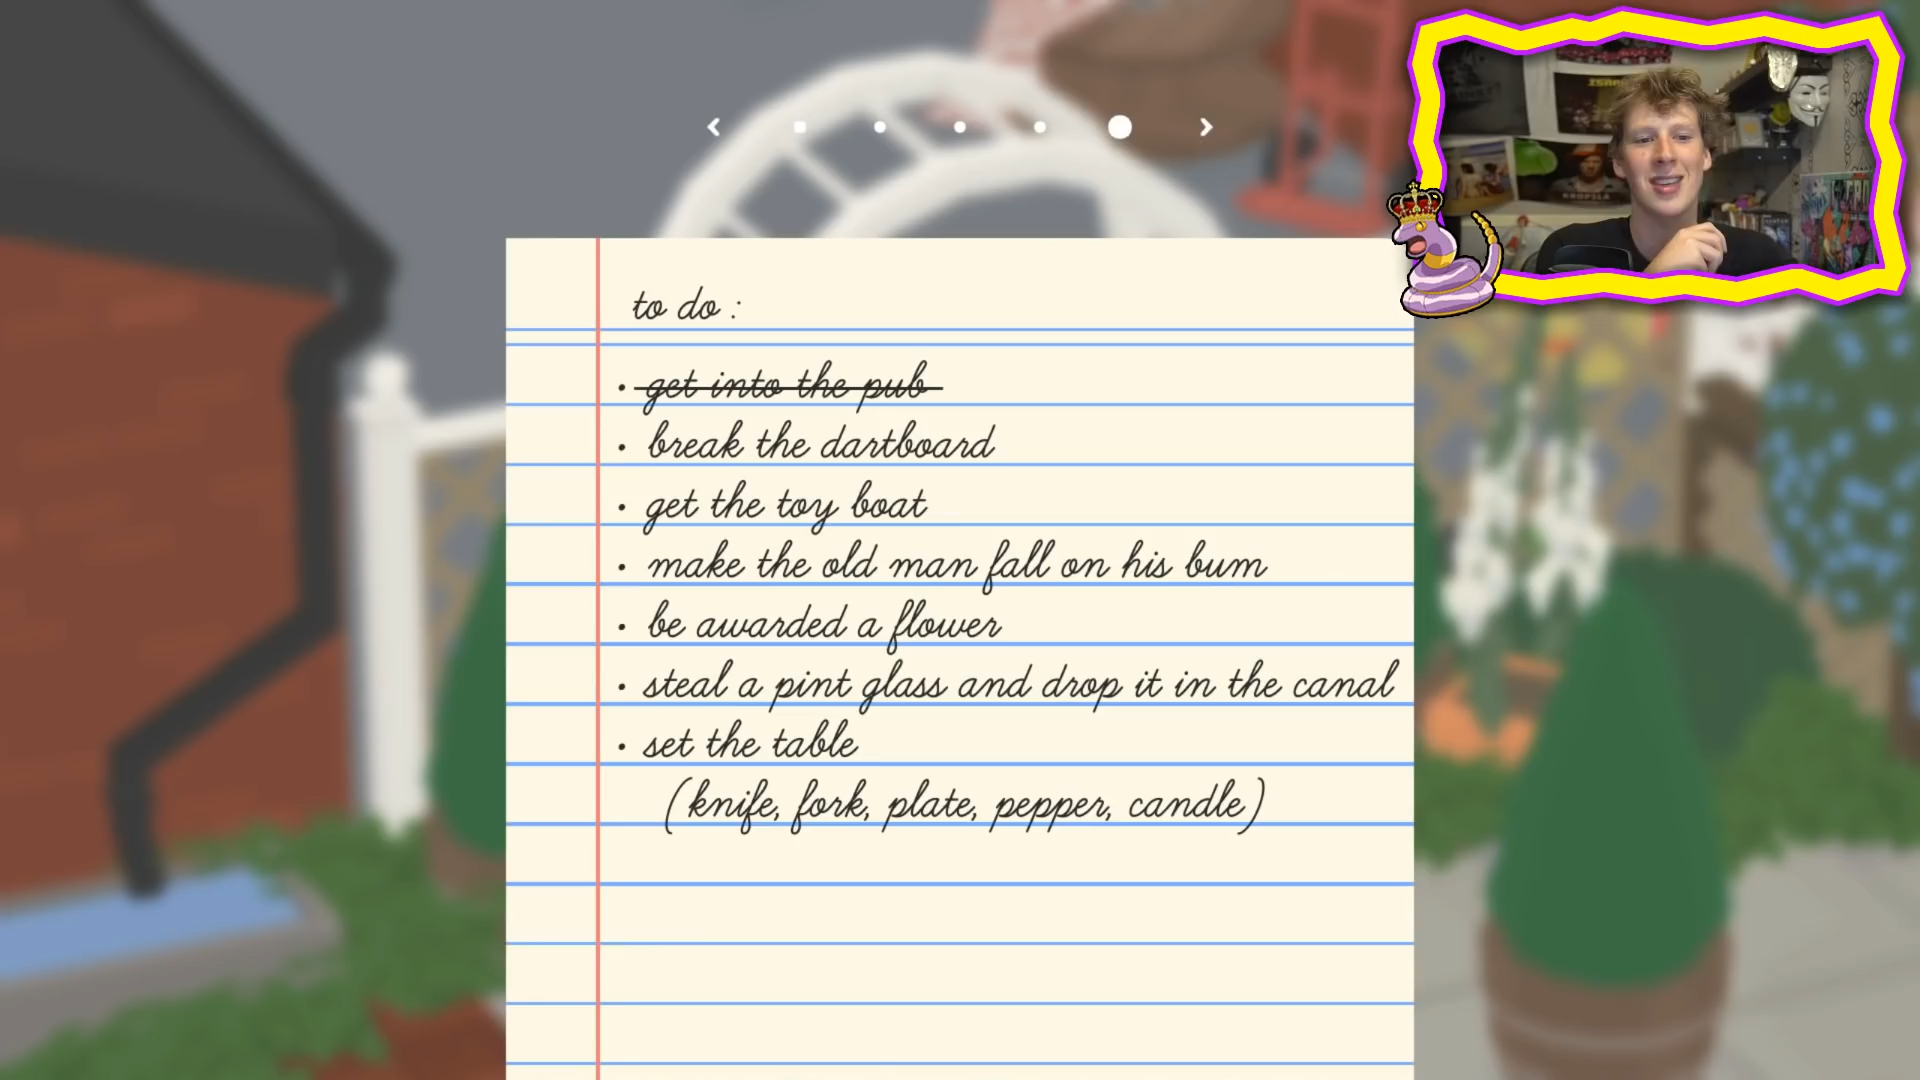 to do :
• get into the pub
• break the dartboard
• get the toy boat
• make the old man fall on his bum
• be awarded a flower
• steal a pint glass and drop it in the canal
• set the table
(knife, fork, plate, pepper, candle)